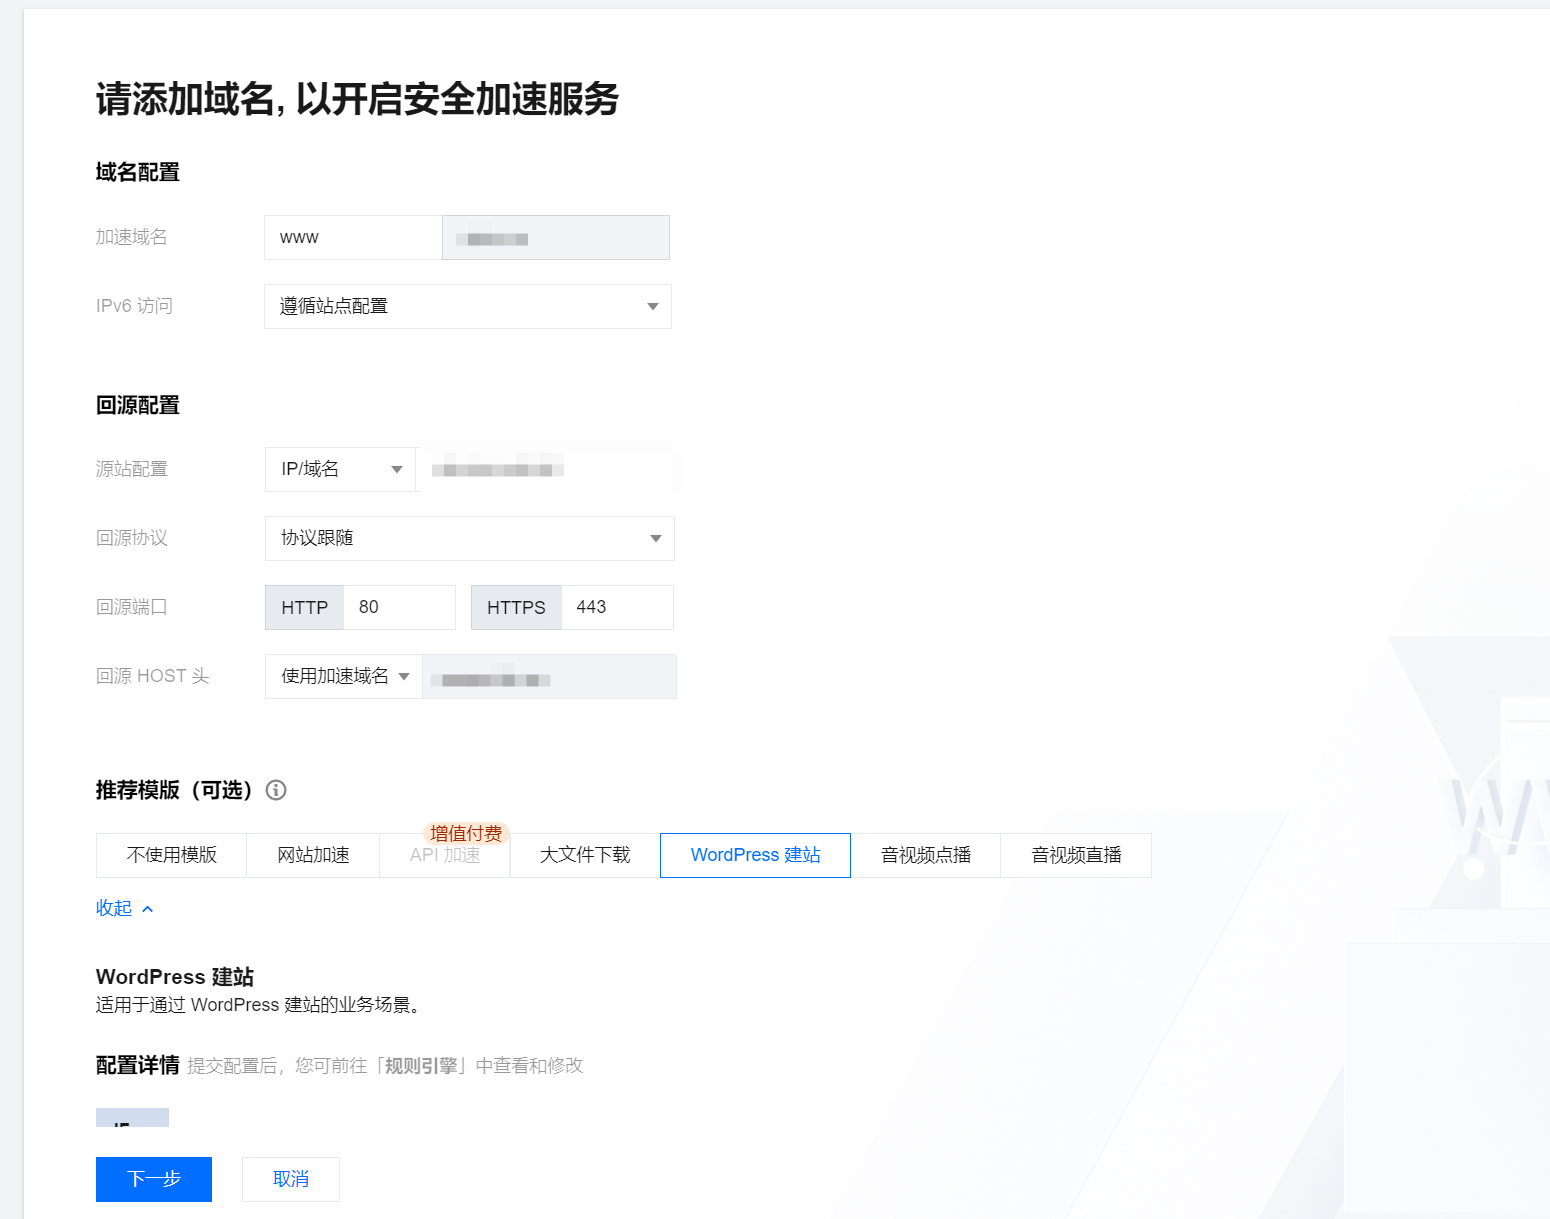 请添加域名, 以开启安全加速服务
域名配置
加速域名 www
IPv6 访问 遵循站点配置
回源配置
源站配置 IP/域名
回源协议 协议跟随
回源端口 HTTP 80 HTTPS 443
回源 HOST 头 使用加速域名
推荐模版（可选）
增值付费
不使用模版 网站加速 API 加速 大文件下载 WordPress 建站 音视频点播 音视频直播
收起
WordPress 建站
适用于通过 WordPress 建站的业务场景。
配置详情 提交配置后，您可前往「规则引擎」中查看和修改
下一步 取消